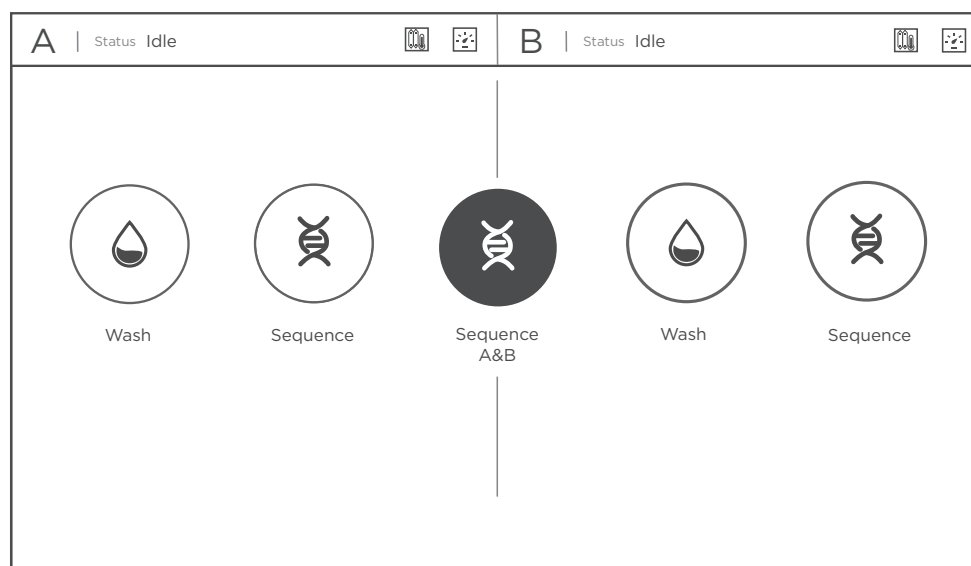 A Status Idle
B Status Idle
Wash
Sequence
Sequence
A&B
Wash
Sequence